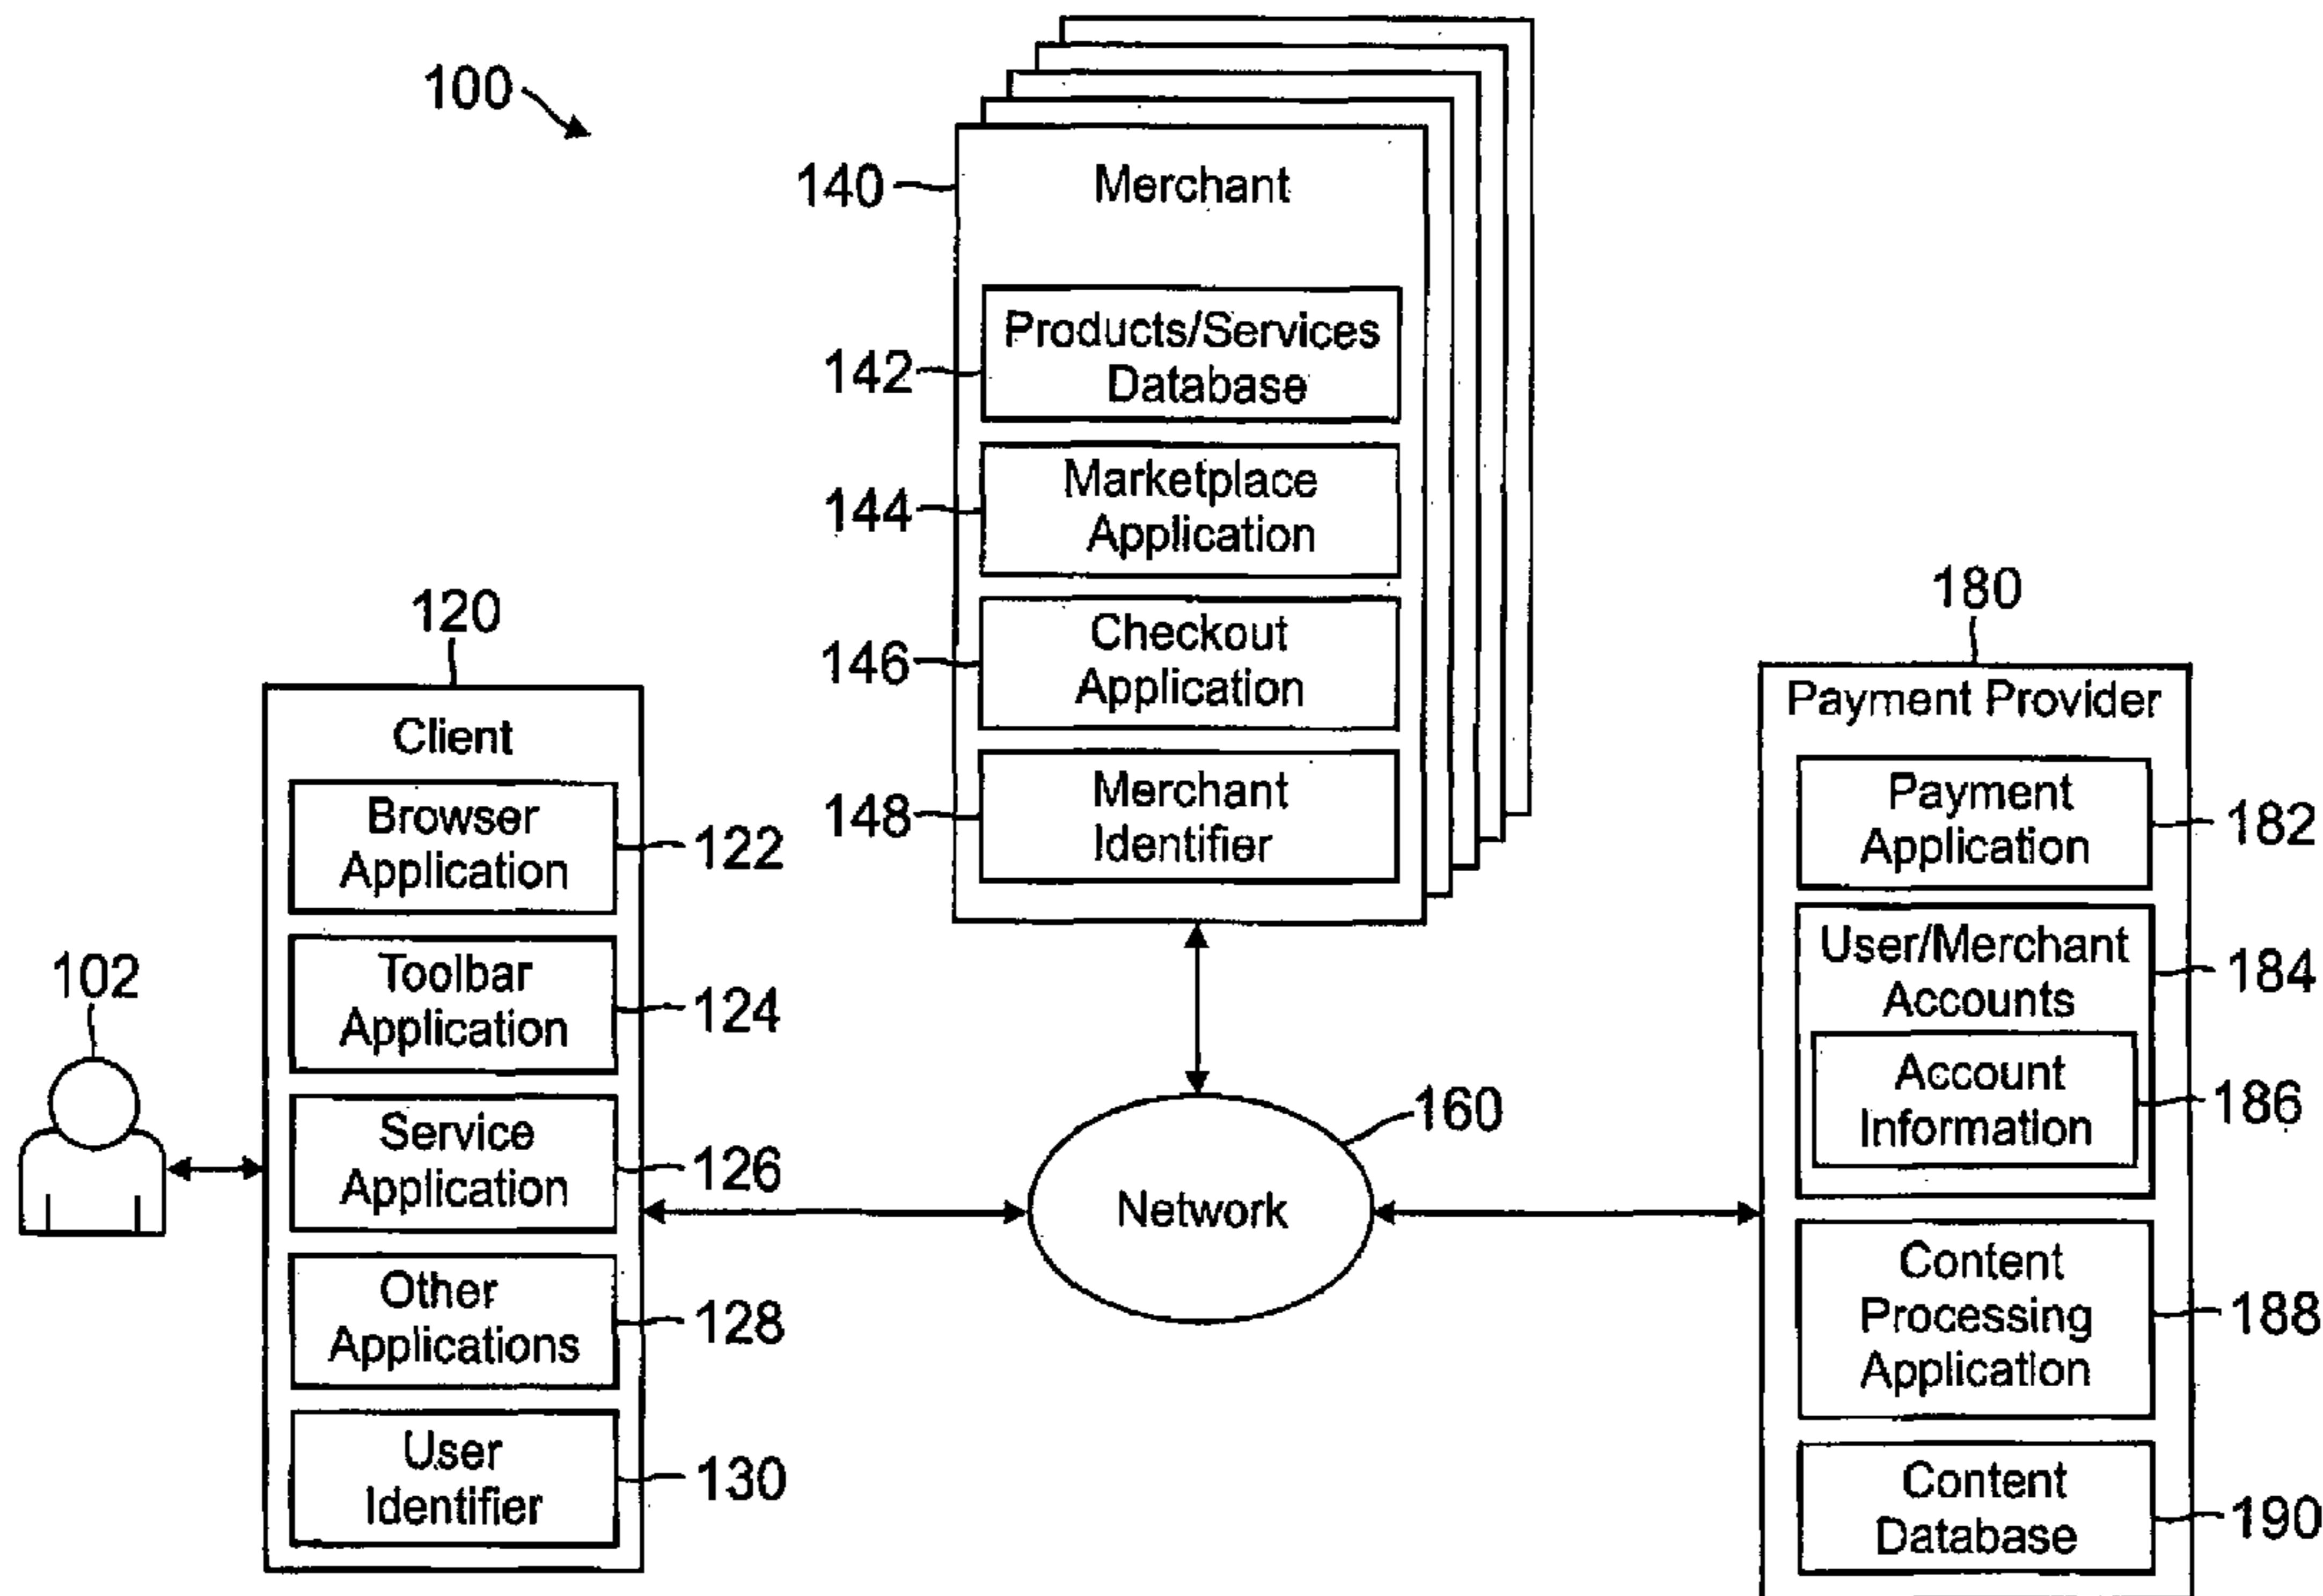 100
140
Merchant
142
Products/Services
Database
144
Marketplace
Application
146
Checkout
Application
148
Merchant
Identifier
102
120
Client
Browser
Application
122
Toolbar
Application
124
Service
Application
126
Other
Applications
128
User
Identifier
130
160
Network
180
Payment Provider
Payment
Application
182
User/Merchant
Accounts
184
Account
Information
186
Content
Processing
Application
188
Content
Database
190